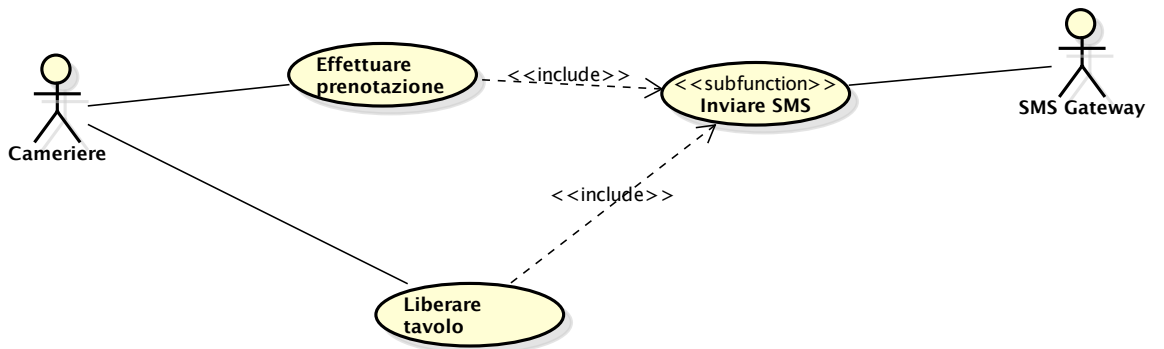 Effettuare
prenotazione
<<include>>
<<subfunction>>
Inviare SMS
SMS Gateway
Cameriere
<<include>>
Liberare
tavolo